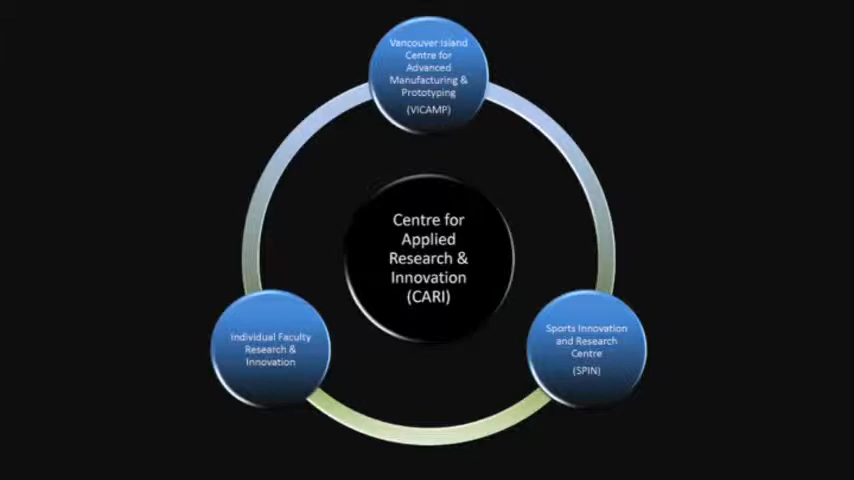 Vancouver Island
Centre for
Advanced
Manufacturing &
Prototyping
(VICAMP)
Centre for
Applied
Research &
Innovation
(CARI)
Individual Faculty
Research &
Innovation
Sports Innovation
and Research
Centre
(SPIN)